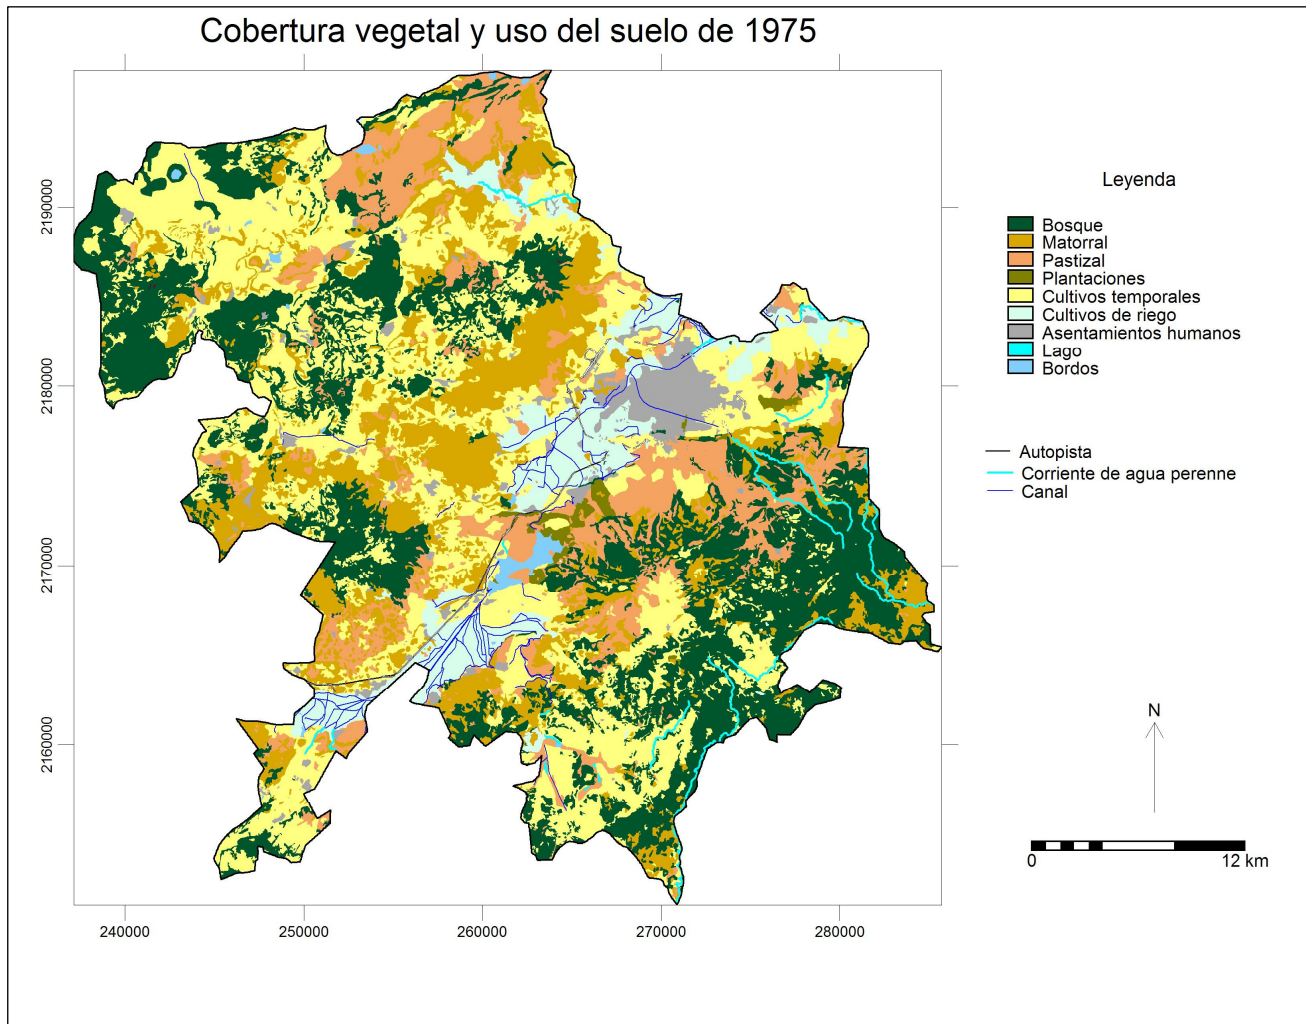 Cobertura vegetal y uso del suelo de 1975
2190000
2180000
2170000
2160000
240000
250000
260000
270000
280000
Leyenda
Bosque
Matorral
Pastizal
Plantaciones
Cultivos temporales
Cultivos de riego
Asentamientos humanos
Lago
Bordos
Autopista
Corriente de agua perenne
Canal
N
0 12 km